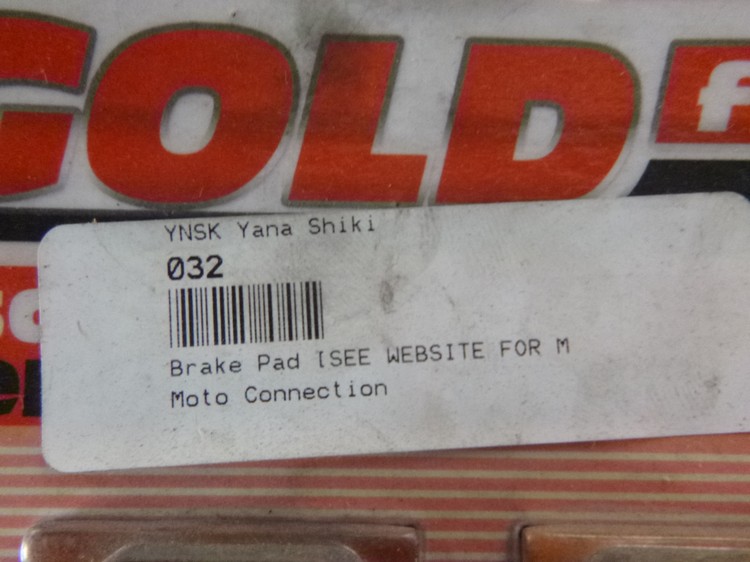 GOLD f
YNSK Yana Shiki
032
Brake Pad [SEE WEBSITE FOR M
Moto Connection